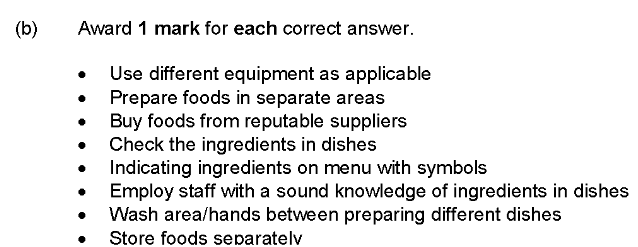 (b) Award 1 mark for each correct answer.
• Use different equipment as applicable
• Prepare foods in separate areas
• Buy foods from reputable suppliers
• Check the ingredients in dishes
• Indicating ingredients on menu with symbols
• Employ staff with a sound knowledge of ingredients in dishes
• Wash area/hands between preparing different dishes
• Store foods separately